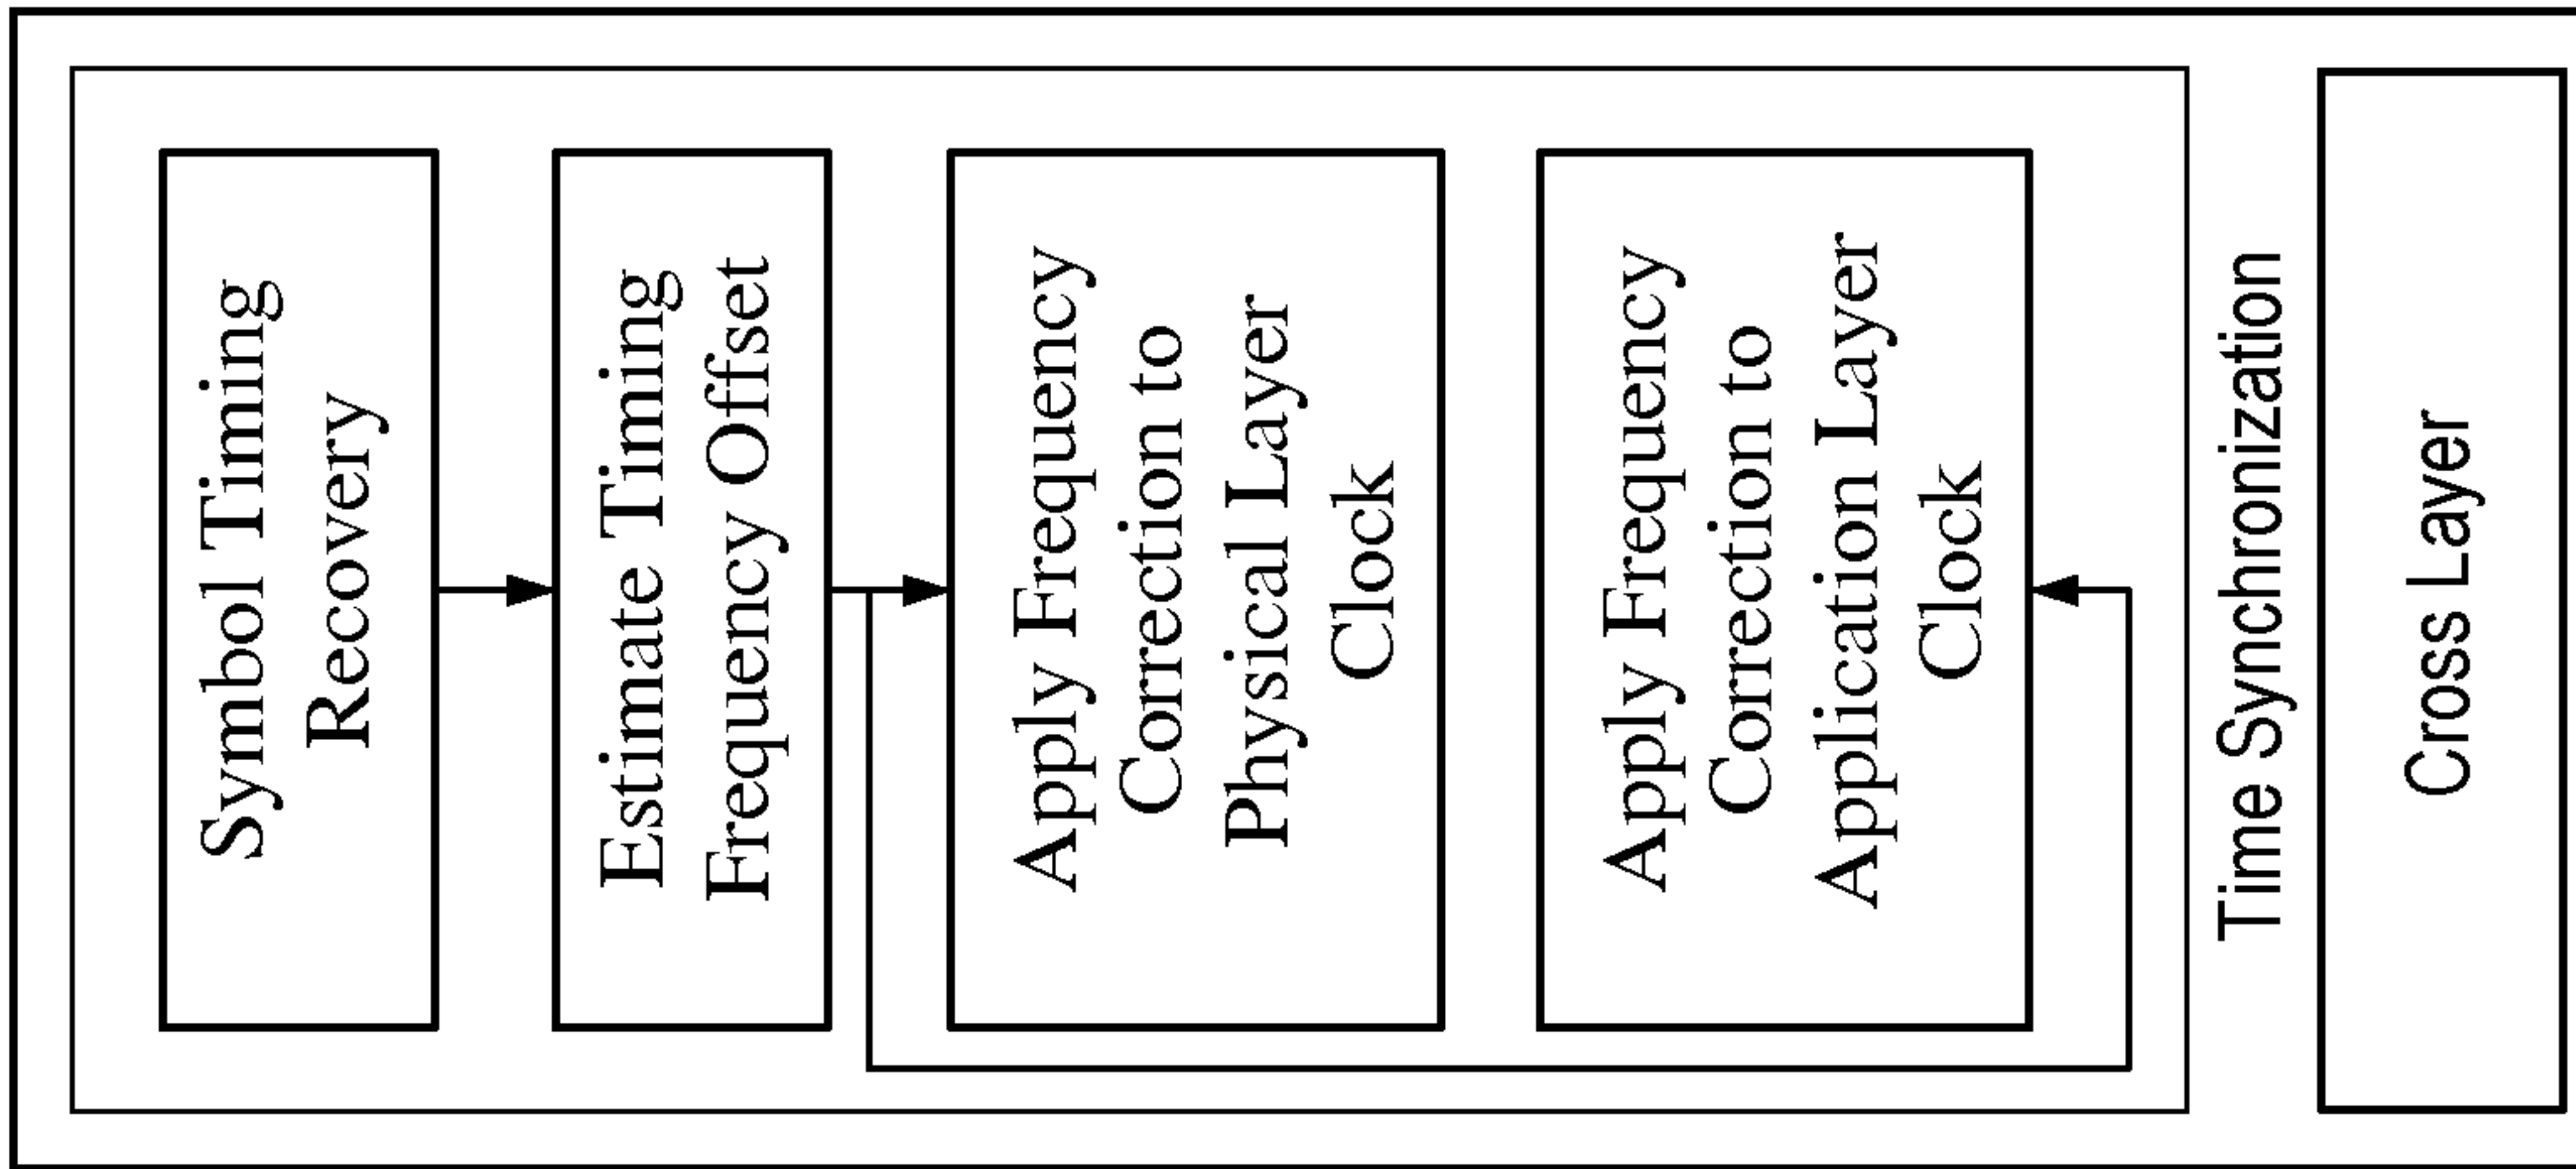 Symbol Timing
Recovery
Estimate Timing
Frequency Offset
Apply Frequency
Correction to
Physical Layer
Clock
Apply Frequency
Correction to
Application Layer
Clock
Time Synchronization
Cross Layer